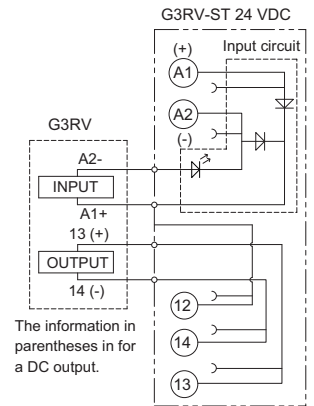 G3RV-ST 24 VDC
Input circuit
(+)
A1
A2
(-)
G3RV
A2-
INPUT
A1+
13 (+)
OUTPUT
14 (-)
12
14
13
The information in
parentheses in for
a DC output.